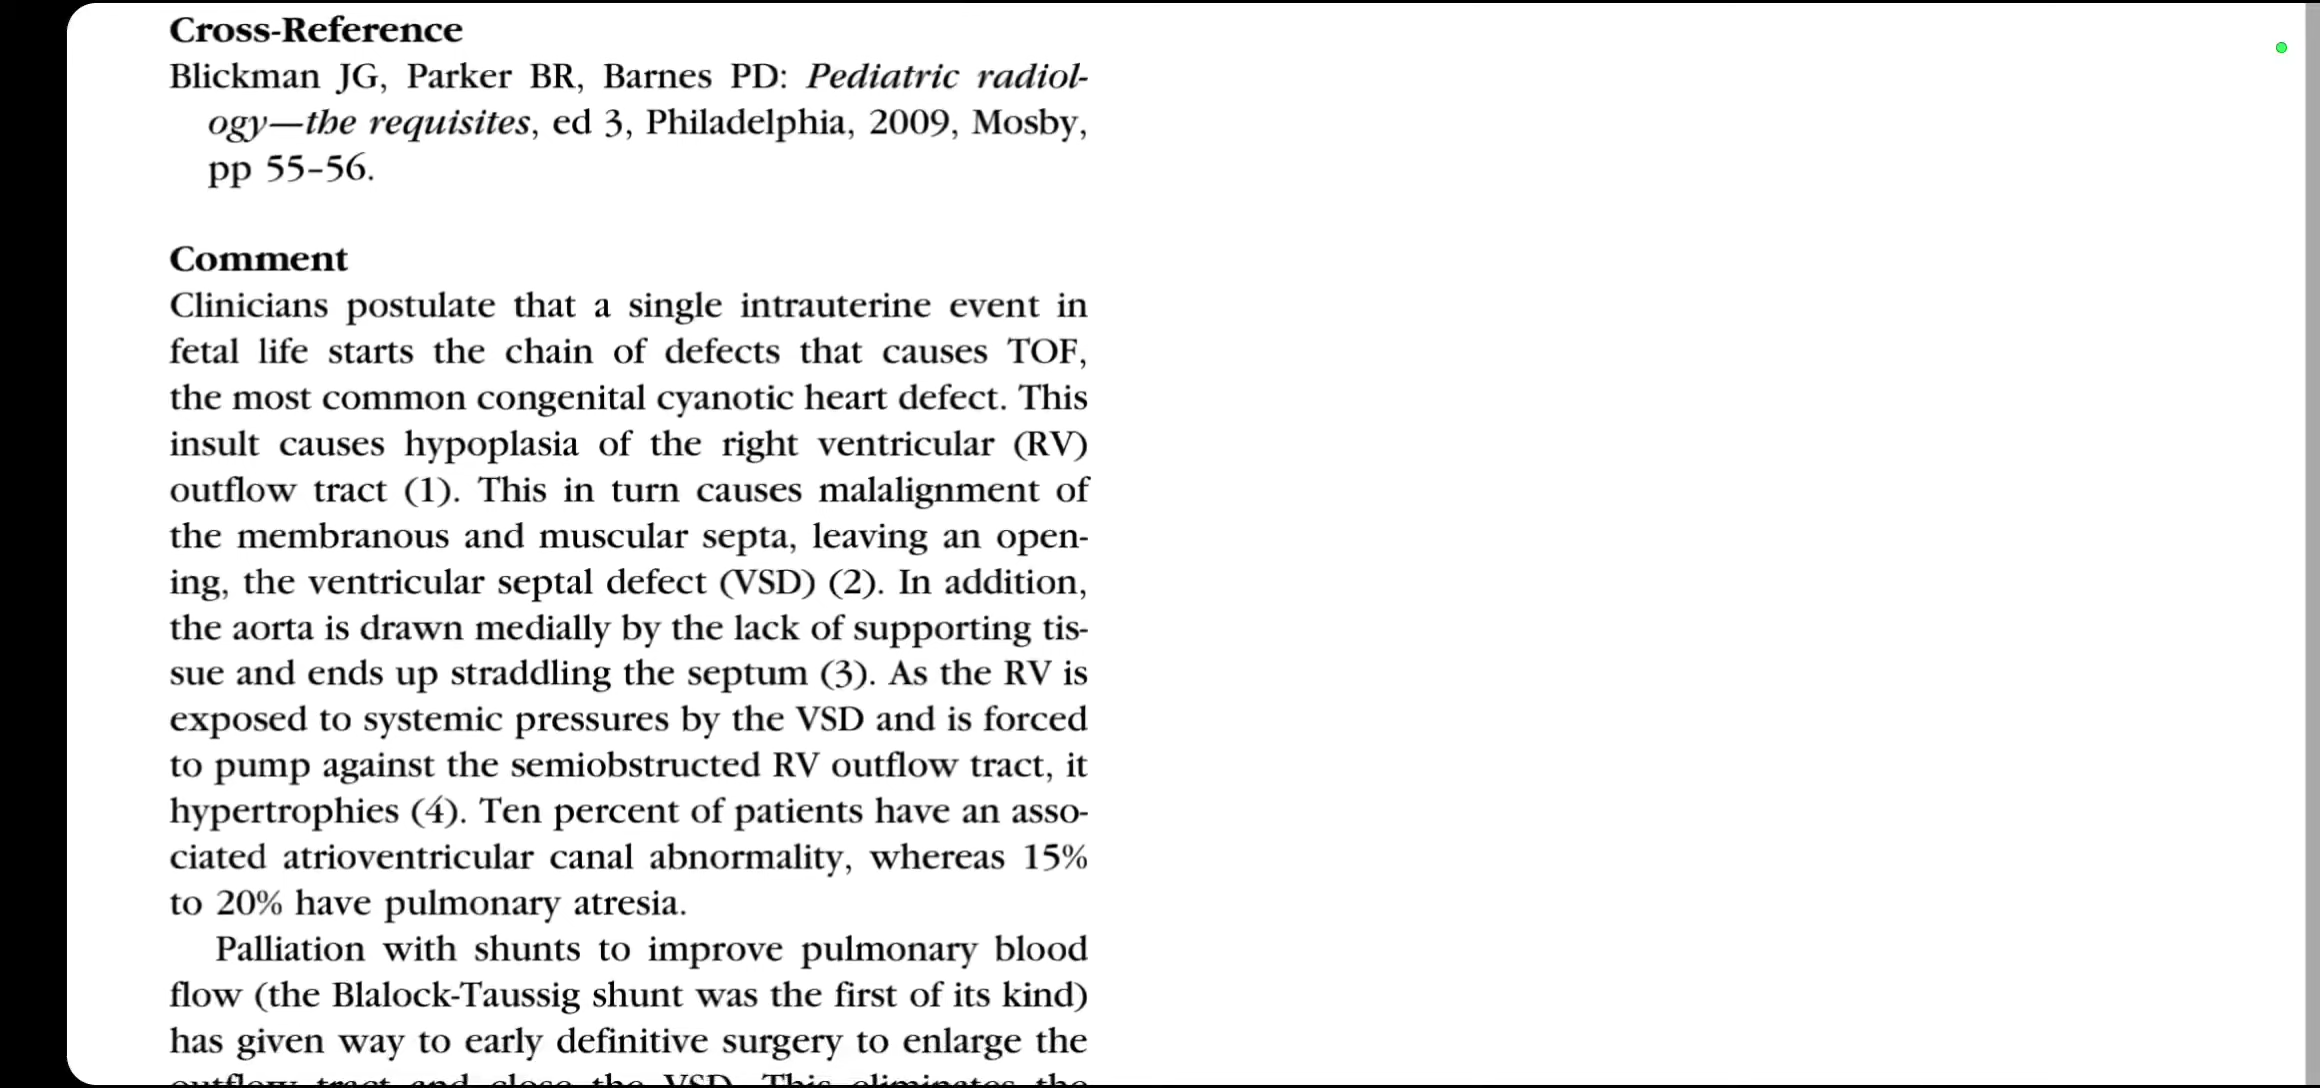 Cross-Reference
Blickman JG, Parker BR, Barnes PD: Pediatric radiol-
ogy—the requisites, ed 3, Philadelphia, 2009, Mosby,
pp 55–56.
Comment
Clinicians postulate that a single intrauterine event in
fetal life starts the chain of defects that causes TOF,
the most common congenital cyanotic heart defect. This
insult causes hypoplasia of the right ventricular (RV)
outflow tract (1). This in turn causes malalignment of
the membranous and muscular septa, leaving an open-
ing, the ventricular septal defect (VSD) (2). In addition,
the aorta is drawn medially by the lack of supporting tis-
sue and ends up straddling the septum (3). As the RV is
exposed to systemic pressures by the VSD and is forced
to pump against the semiobstructed RV outflow tract, it
hypertrophies (4). Ten percent of patients have an asso-
ciated atrioventricular canal abnormality, whereas 15%
to 20% have pulmonary atresia.
Palliation with shunts to improve pulmonary blood
flow (the Blalock-Taussig shunt was the first of its kind)
has given way to early definitive surgery to enlarge the
outflow tract and close the VSD. This eliminates the